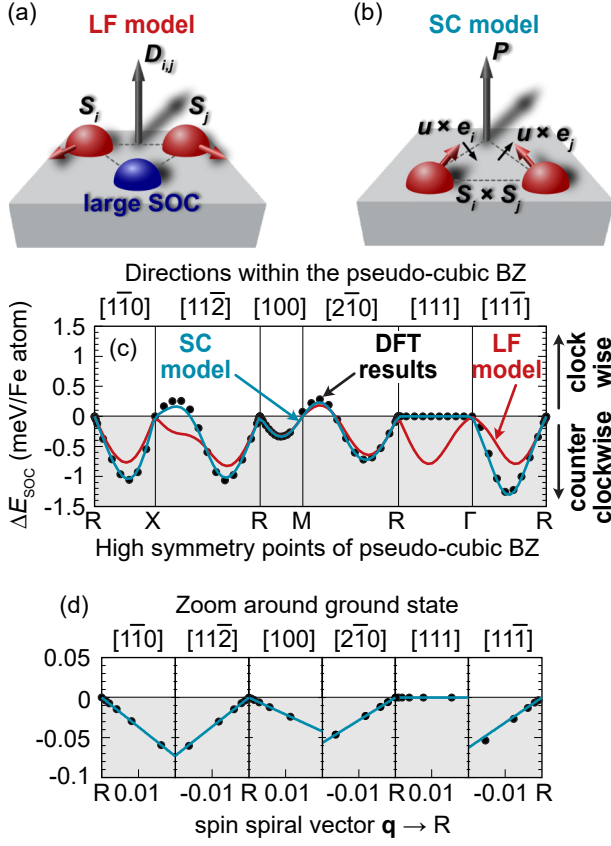 (a) LF model
D_{i,j}
S_i S_j
large SOC
(b) SC model
P
u × e_i u × e_j
S_i × S_j
Directions within the pseudo-cubic BZ
[11̅0] [112̅] [100] [21̅0] [111] [111̅]
(c)
ΔE_SOC (meV/Fe atom)
1.5
1
0.5
0
-0.5
-1
-1.5
SC
model
DFT
results
LF
model
clock
wise
counter
clockwise
R X R M R Γ R
High symmetry points of pseudo-cubic BZ
(d) Zoom around ground state
[11̅0] [112̅] [100] [21̅0] [111] [111̅]
0.05
0
-0.05
-0.1
R 0.01 -0.01 R 0.01 -0.01 R 0.01 -0.01 R
spin spiral vector q → R